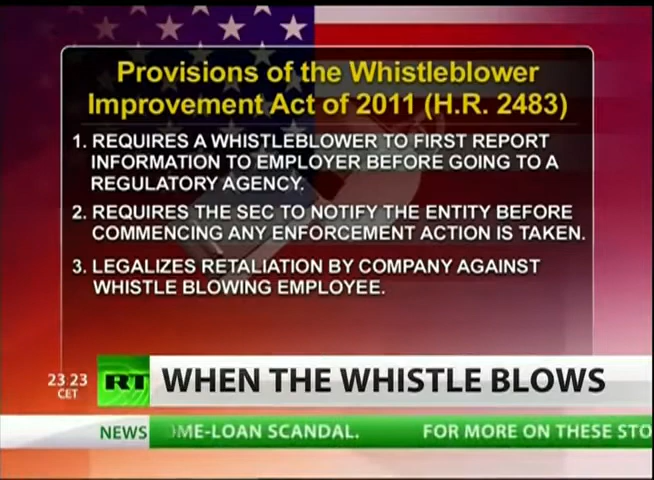 Provisions of the Whistleblower
Improvement Act of 2011 (H.R. 2483)
1. REQUIRES A WHISTLEBLOWER TO FIRST REPORT
INFORMATION TO EMPLOYER BEFORE GOING TO A
REGULATORY AGENCY.
2. REQUIRES THE SEC TO NOTIFY THE ENTITY BEFORE
COMMENCING ANY ENFORCEMENT ACTION IS TAKEN.
3. LEGALIZES RETALIATION BY COMPANY AGAINST
WHISTLE BLOWING EMPLOYEE.
23:23
CET
RT
WHEN THE WHISTLE BLOWS
NEWS
ME-LOAN SCANDAL. FOR MORE ON THESE STO